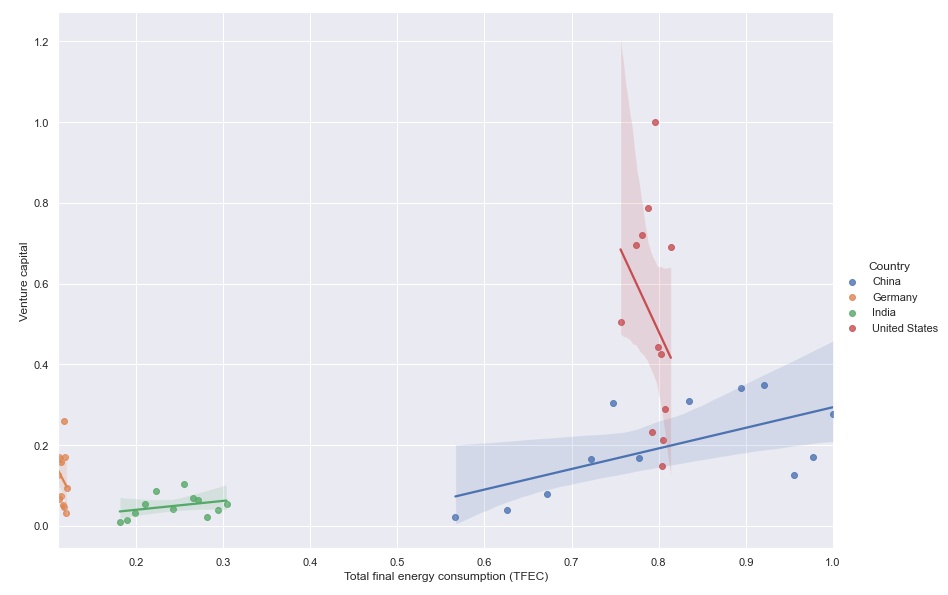 1.2
1.0
0.8
0.6
0.4
0.2
0.0
Venture capital
0.2
0.3
0.4
0.5
0.6
0.7
0.8
0.9
1.0
Total final energy consumption (TFEC)
Country
China
Germany
India
United States